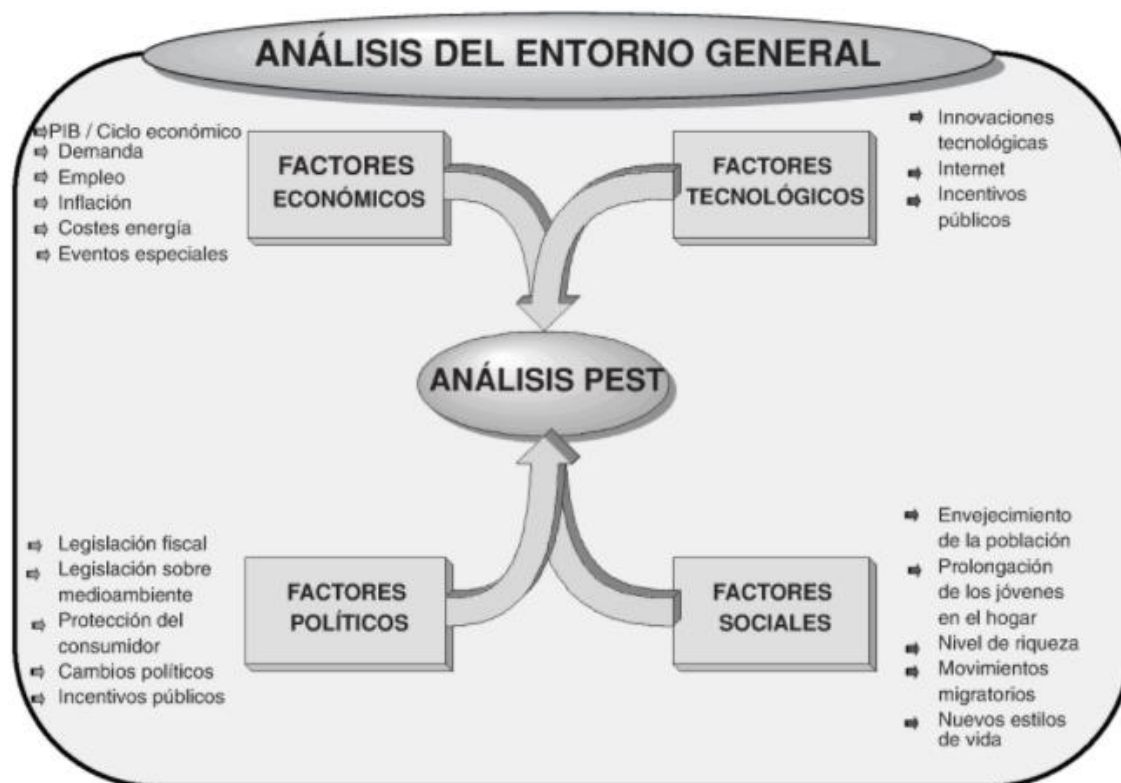 ANÁLISIS DEL ENTORNO GENERAL
PIB / Ciclo económico
Demanda
Empleo
Inflación
Costes energía
Eventos especiales
FACTORES
ECONÓMICOS
FACTORES
TECNOLÓGICOS
Innovaciones
tecnológicas
Internet
Incentivos
públicos
ANÁLISIS PEST
Legislación fiscal
Legislación sobre
medioambiente
Protección del
consumidor
Cambios políticos
Incentivos públicos
FACTORES
POLÍTICOS
FACTORES
SOCIALES
Envejecimiento
de la población
Prolongación
de los jóvenes
en el hogar
Nivel de riqueza
Movimientos
migratorios
Nuevos estilos
de vida